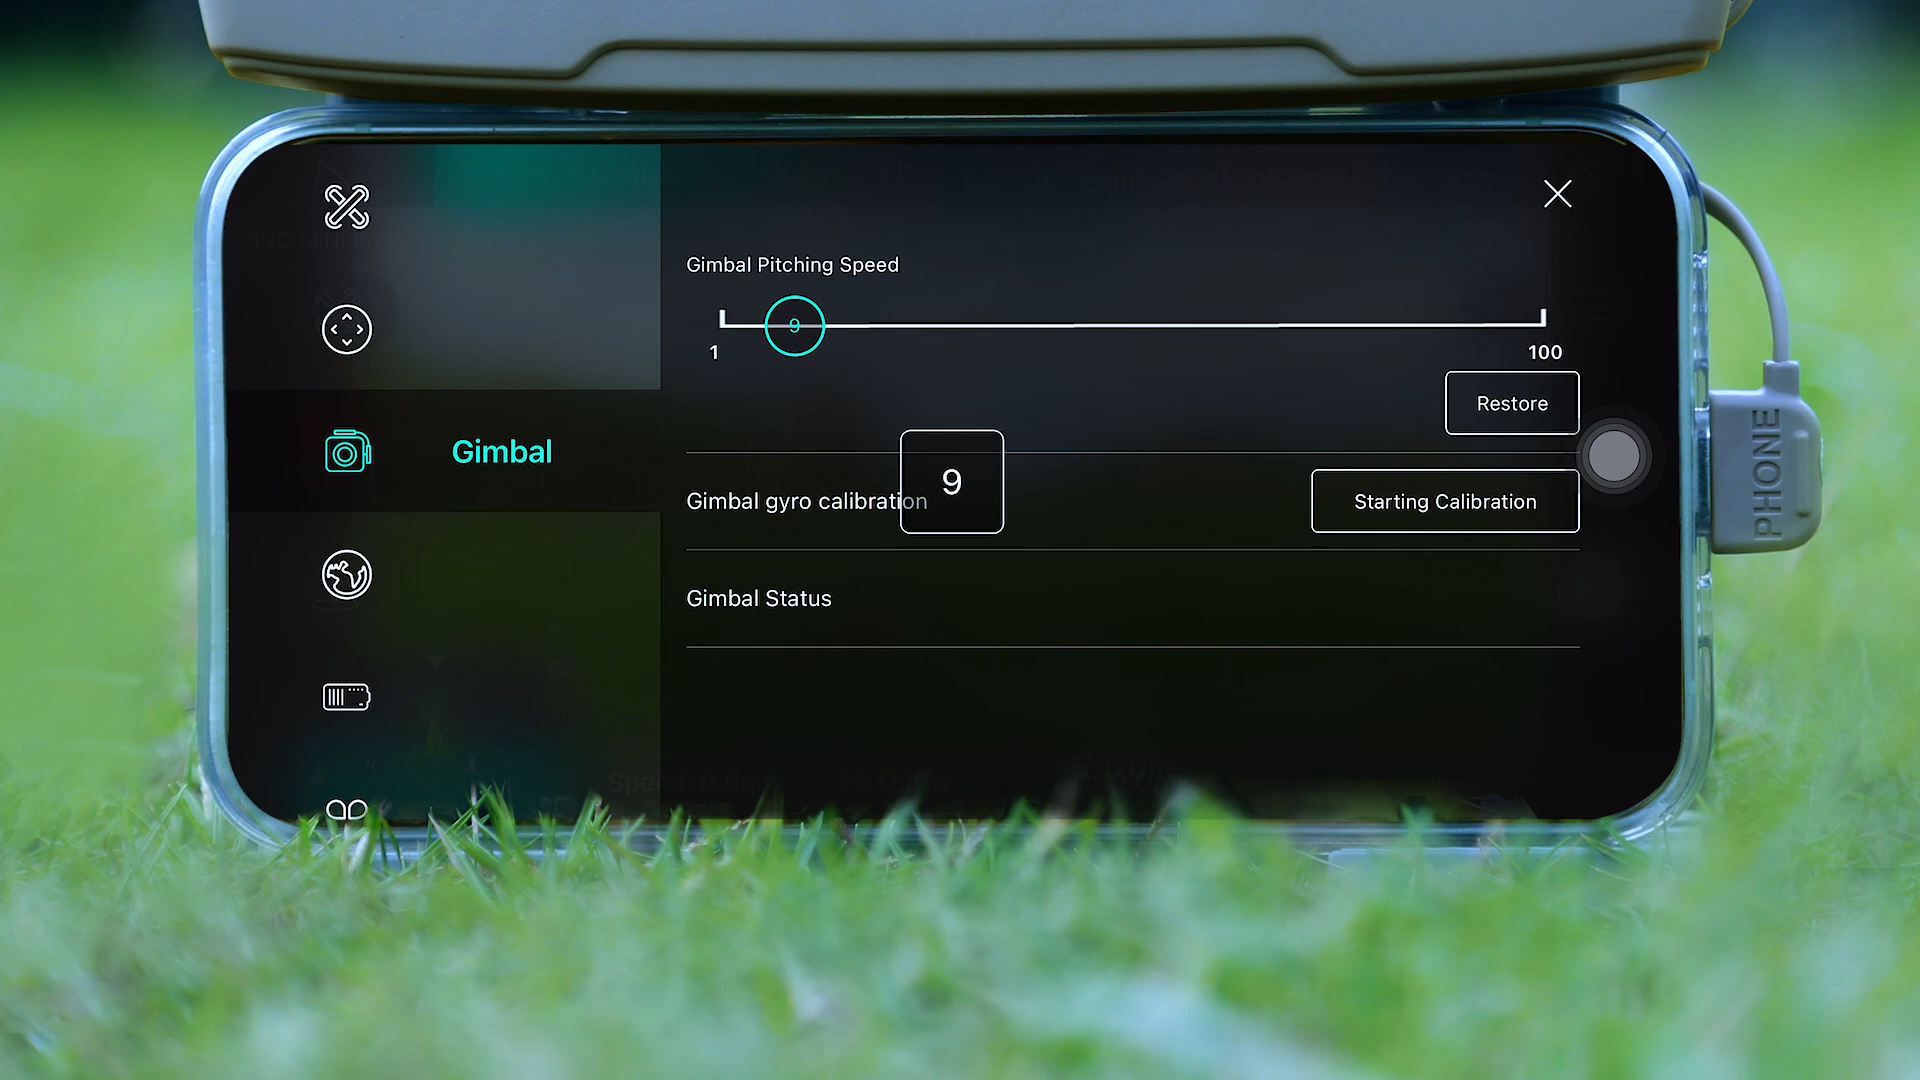 Gimbal Pitching Speed
9
1
100
Restore
Gimbal
9
Gimbal gyro calibration
Starting Calibration
PHONE
Gimbal Status